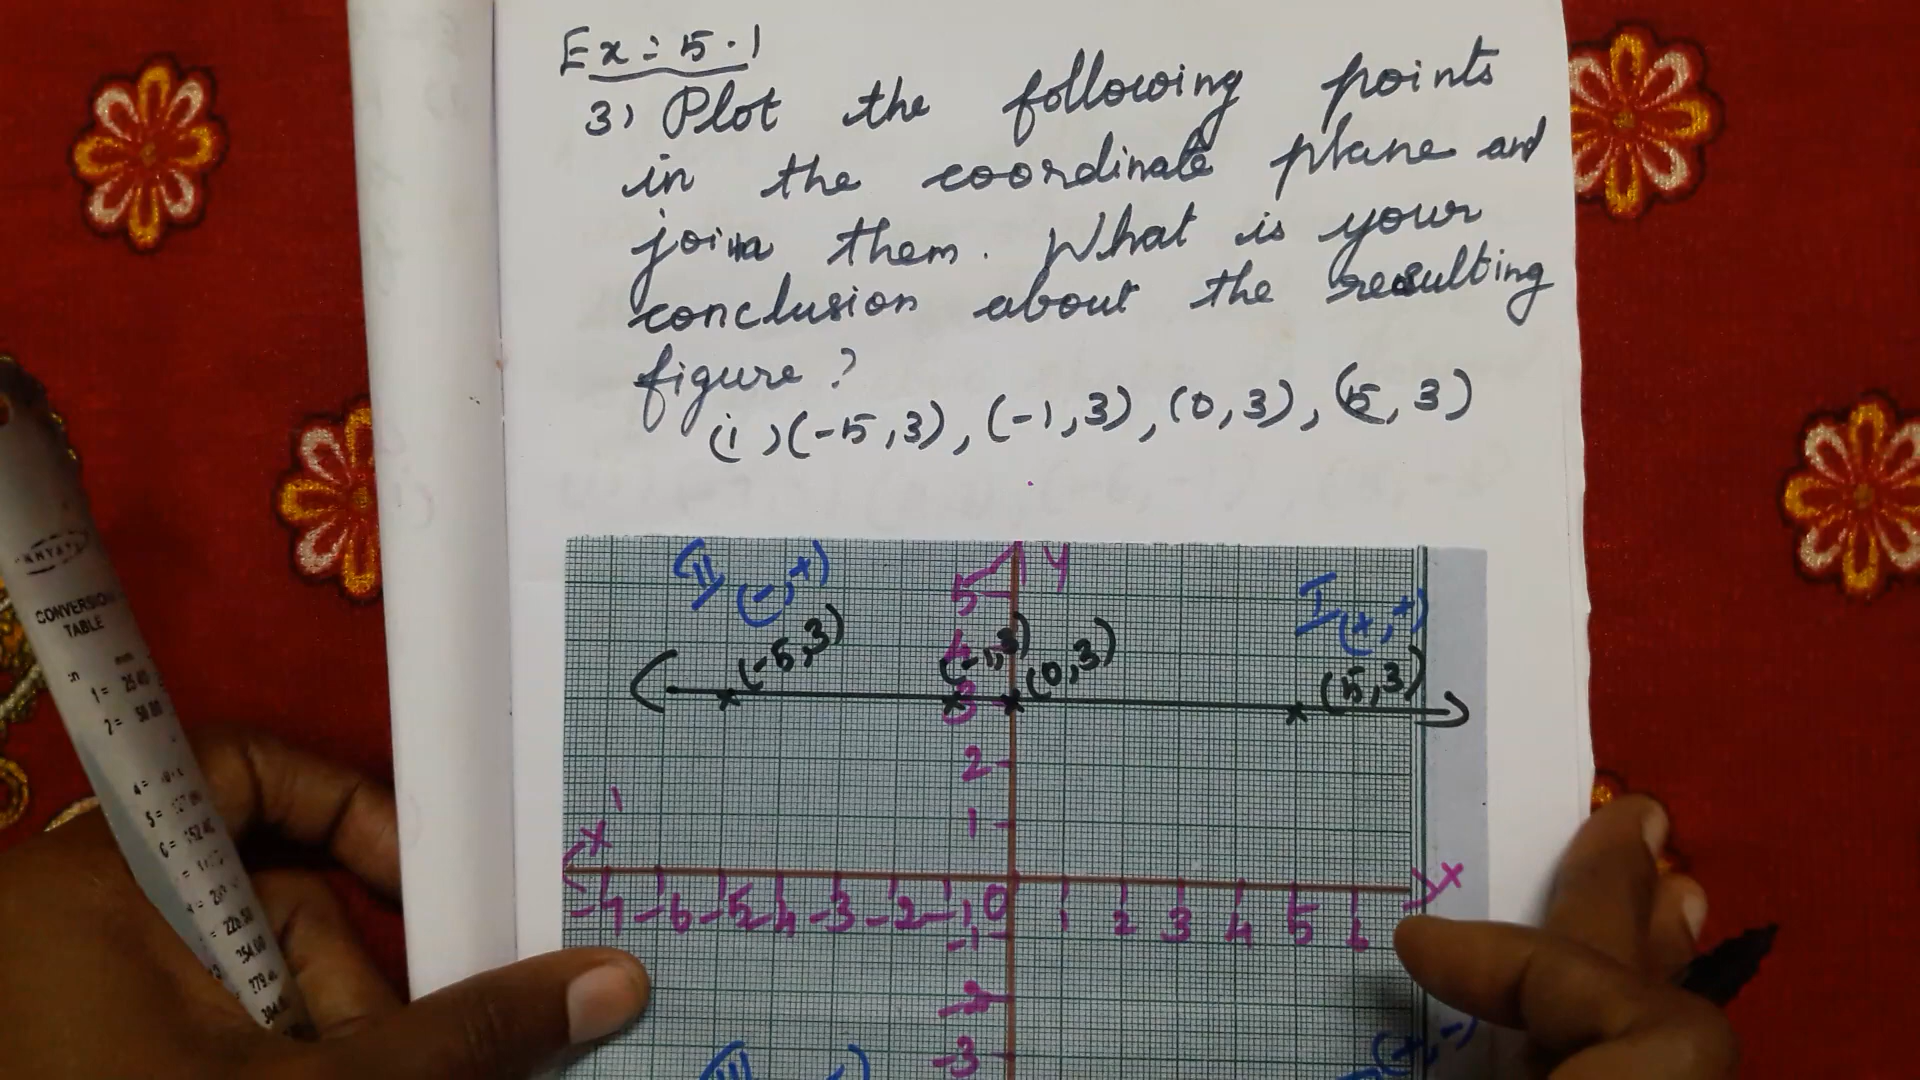 Ex: 5.1
3) Plot the following points
in the coordinate plane and
join them. What is your
conclusion about the resulting
figure?
(i) (-5,3), (-1,3), (0,3), (5,3)
II (-,+)
5 Y
I (+,+)
(-5,3) 4 (-1,3) (0,3) (5,3)
3
2
1
X'
X
-6 -5 -4 -3 -2 -1 0 1 2 3 4 5 6
-1
-2
-3
III
(+,-)
CONVERSION
TABLE